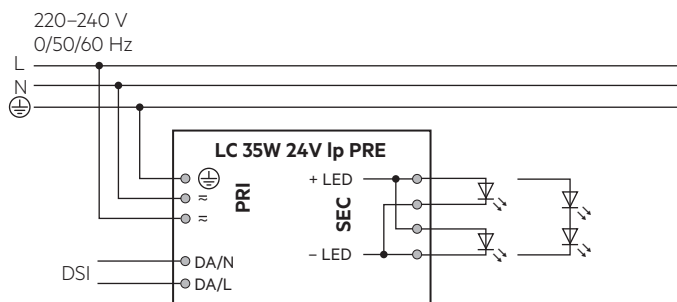 220–240 V
0/50/60 Hz
L
N
LC 35W 24V lp PRE
PRI
≈
≈
SEC
+ LED
– LED
DSI
DA/N
DA/L